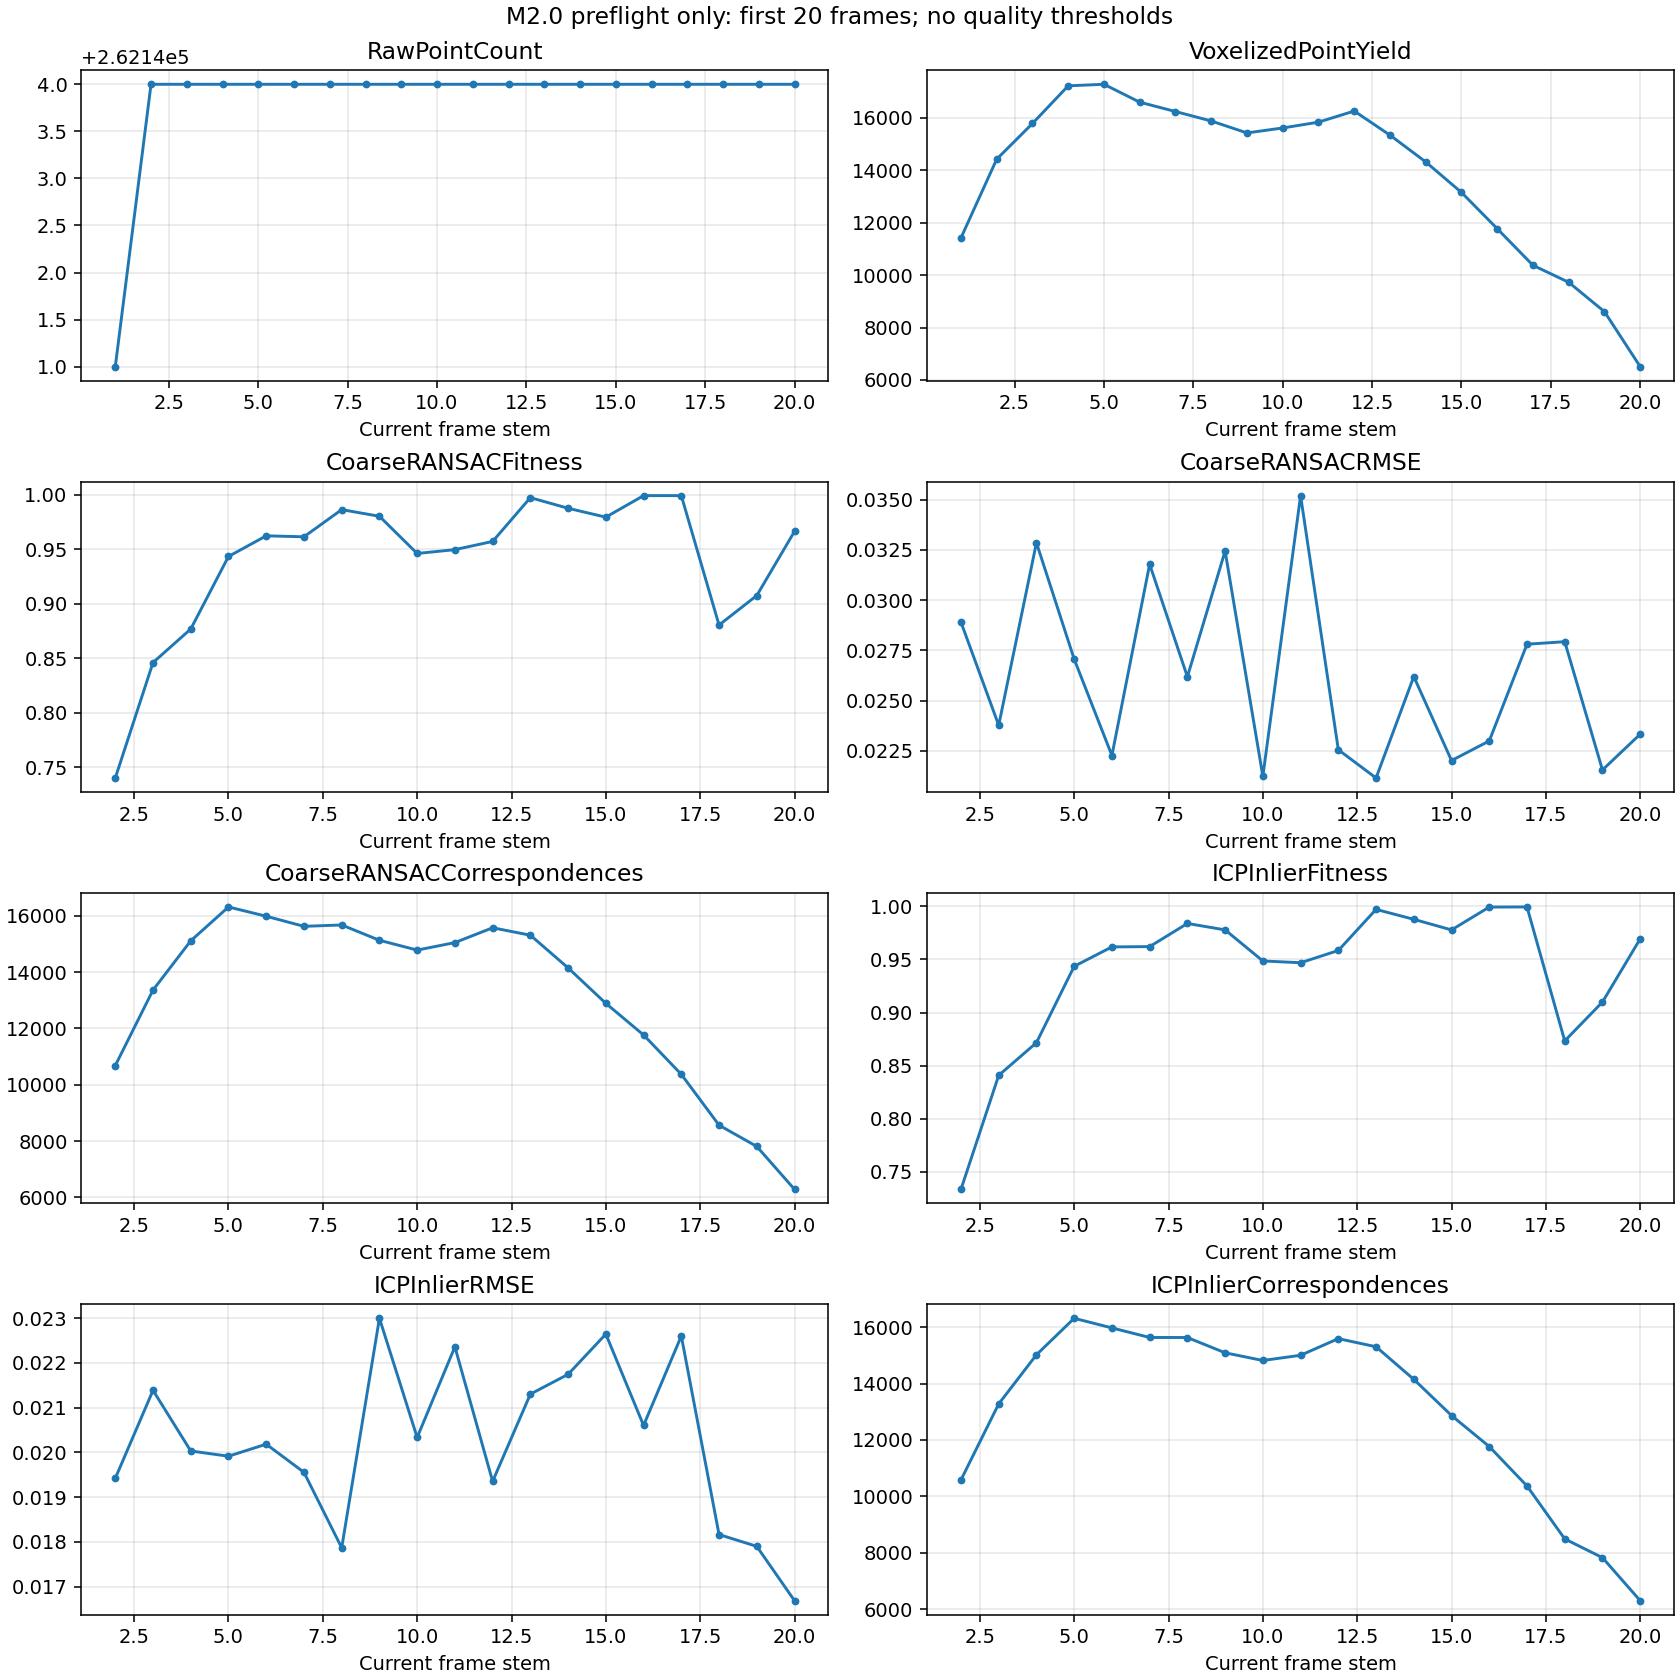 M2.0 preflight only: first 20 frames; no quality thresholds
RawPointCount
+2.6214e5
4.0
3.5
3.0
2.5
2.0
1.5
1.0
2.5 5.0 7.5 10.0 12.5 15.0 17.5 20.0
Current frame stem
VoxelizedPointYield
16000
14000
12000
10000
8000
6000
2.5 5.0 7.5 10.0 12.5 15.0 17.5 20.0
Current frame stem
CoarseRANSACFitness
1.00
0.95
0.90
0.85
0.80
0.75
2.5 5.0 7.5 10.0 12.5 15.0 17.5 20.0
Current frame stem
CoarseRANSACRMSE
0.0350
0.0325
0.0300
0.0275
0.0250
0.0225
2.5 5.0 7.5 10.0 12.5 15.0 17.5 20.0
Current frame stem
CoarseRANSACCorrespondences
16000
14000
12000
10000
8000
6000
2.5 5.0 7.5 10.0 12.5 15.0 17.5 20.0
Current frame stem
ICPInlierFitness
1.00
0.95
0.90
0.85
0.80
0.75
2.5 5.0 7.5 10.0 12.5 15.0 17.5 20.0
Current frame stem
ICPInlierRMSE
0.023
0.022
0.021
0.020
0.019
0.018
0.017
2.5 5.0 7.5 10.0 12.5 15.0 17.5 20.0
Current frame stem
ICPInlierCorrespondences
16000
14000
12000
10000
8000
6000
2.5 5.0 7.5 10.0 12.5 15.0 17.5 20.0
Current frame stem